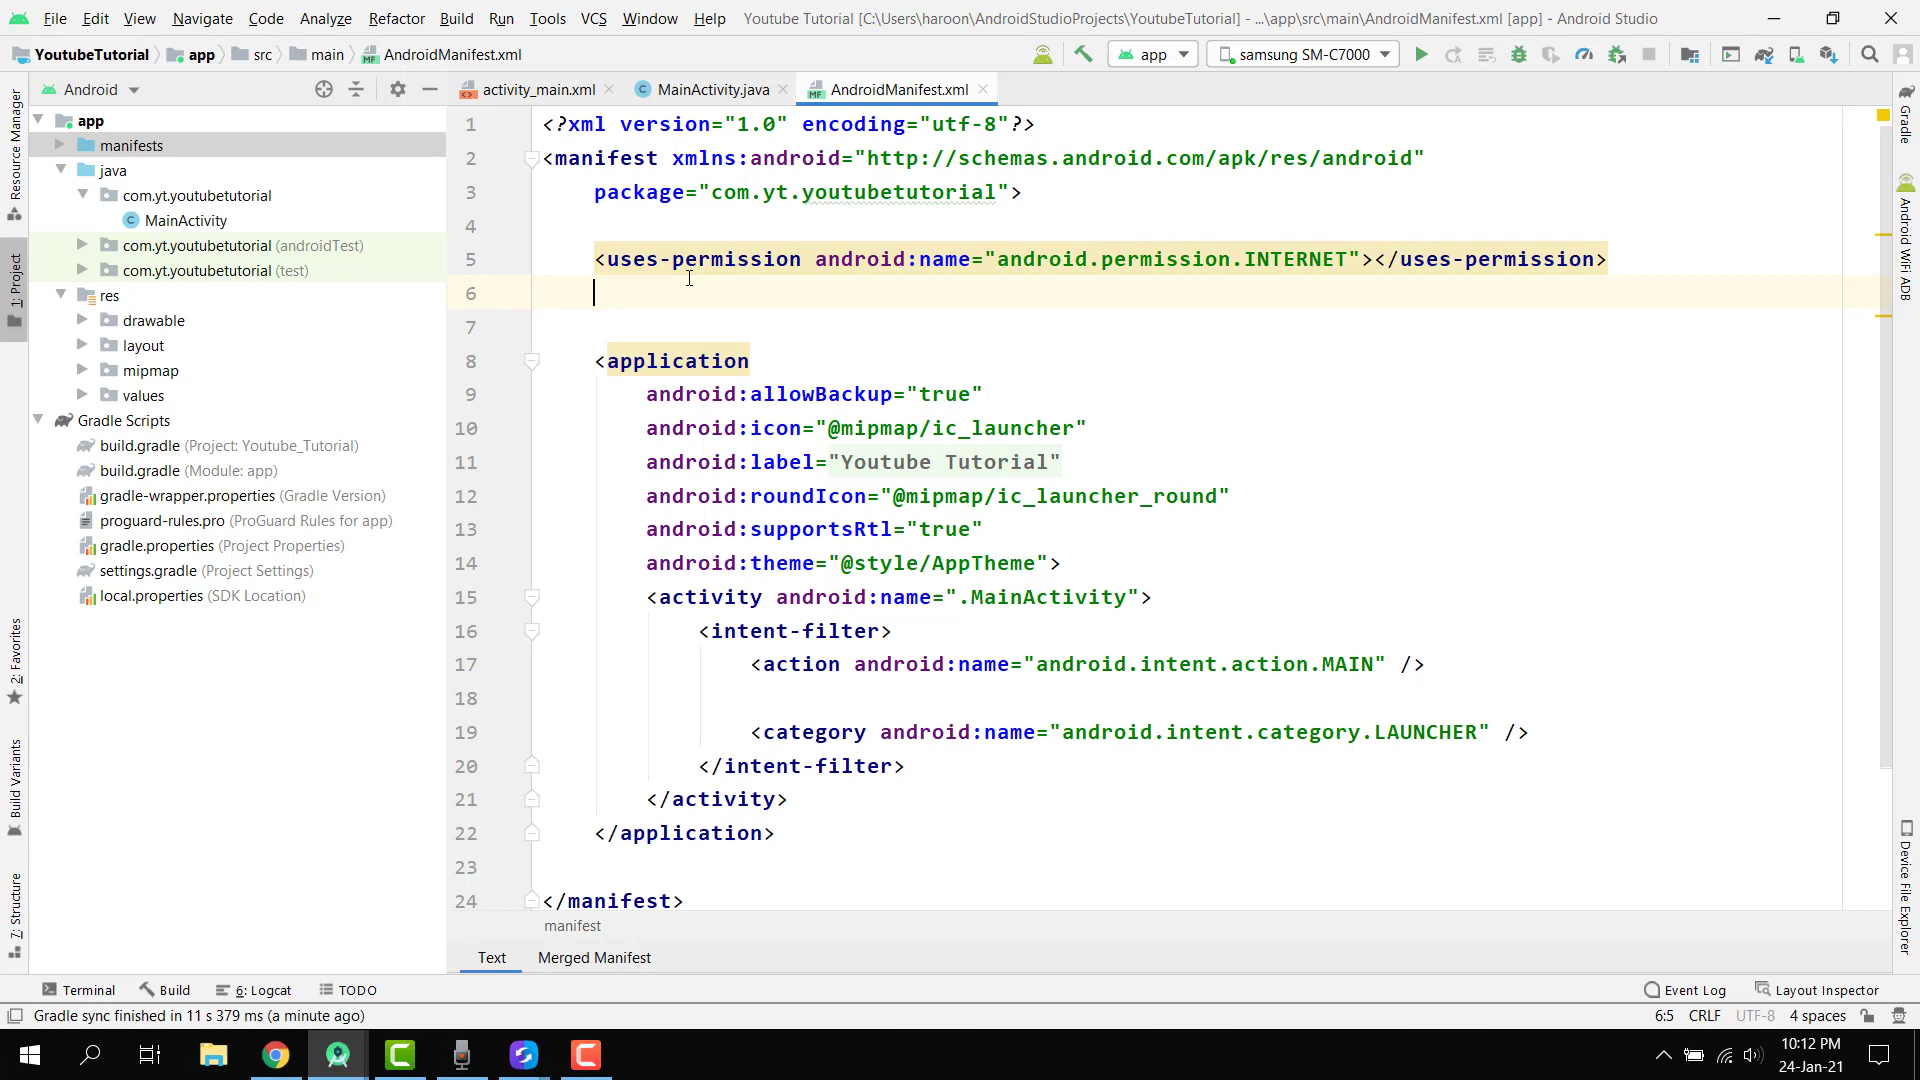 File Edit View Navigate Code Analyze Refactor Build Run Tools VCS Window Help Youtube Tutorial [C:\Users\haroon\AndroidStudioProjects\YoutubeTutorial] - ...\app\src\main\AndroidManifest.xml [app] - Android Studio
YoutubeTutorial app src main AndroidManifest.xml app samsung SM-C7000
Android
activity_main.xml MainActivity.java AndroidManifest.xml
Resource Manager
1: Project
2: Favorites
Build Variants
7: Structure
app
manifests
java
com.yt.youtubetutorial
MainActivity
com.yt.youtubetutorial (androidTest)
com.yt.youtubetutorial (test)
res
drawable
layout
mipmap
values
Gradle Scripts
build.gradle (Project: Youtube_Tutorial)
build.gradle (Module: app)
gradle-wrapper.properties (Gradle Version)
proguard-rules.pro (ProGuard Rules for app)
gradle.properties (Project Properties)
settings.gradle (Project Settings)
local.properties (SDK Location)
1 <?xml version="1.0" encoding="utf-8"?>
2 <manifest xmlns:android="http://schemas.android.com/apk/res/android"
3 package="com.yt.youtubetutorial">
4
5 <uses-permission android:name="android.permission.INTERNET"></uses-permission>
6
7
8 <application
9 android:allowBackup="true"
10 android:icon="@mipmap/ic_launcher"
11 android:label="Youtube Tutorial"
12 android:roundIcon="@mipmap/ic_launcher_round"
13 android:supportsRtl="true"
14 android:theme="@style/AppTheme">
15 <activity android:name=".MainActivity">
16 <intent-filter>
17 <action android:name="android.intent.action.MAIN" />
18
19 <category android:name="android.intent.category.LAUNCHER" />
20 </intent-filter>
21 </activity>
22 </application>
23
24 </manifest>
manifest
Text Merged Manifest
Gradle
Android WiFi ADB
Device File Explorer
Terminal Build 6: Logcat TODO Event Log Layout Inspector
Gradle sync finished in 11 s 379 ms (a minute ago) 6:5 CRLF UTF-8 4 spaces
10:12 PM
24-Jan-21